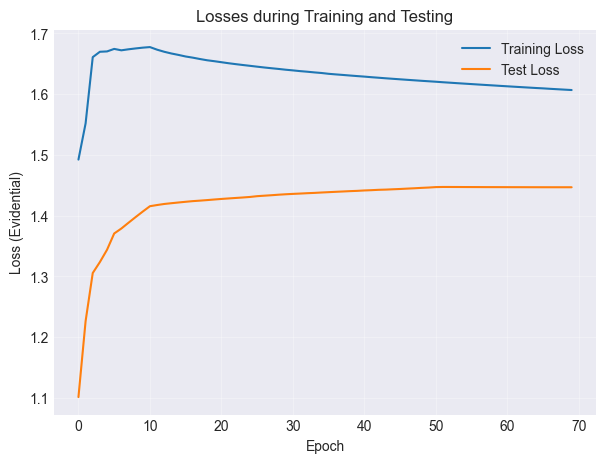 Losses during Training and Testing
1.7
1.6
1.5
1.4
1.3
1.2
1.1
Loss (Evidential)
Training Loss
Test Loss
0 10 20 30 40 50 60 70
Epoch